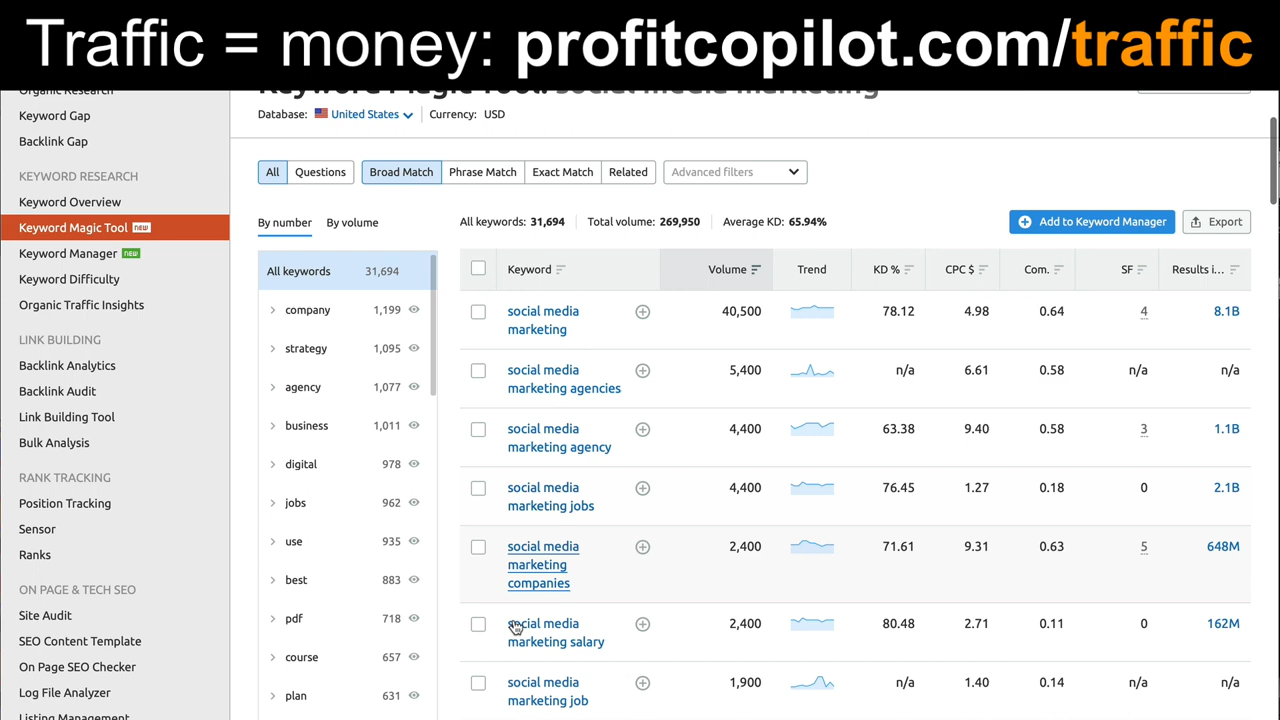 Traffic = money: profitcopilot.com/traffic
Organic Research
Keyword Gap
Backlink Gap
KEYWORD RESEARCH
Keyword Overview
Keyword Magic Tool NEW
Keyword Manager NEW
Keyword Difficulty
Organic Traffic Insights
LINK BUILDING
Backlink Analytics
Backlink Audit
Link Building Tool
Bulk Analysis
RANK TRACKING
Position Tracking
Sensor
Ranks
ON PAGE & TECH SEO
Site Audit
SEO Content Template
On Page SEO Checker
Log File Analyzer
Listing Management
Keyword Magic Tool: social media marketing
Database: United States Currency: USD
All Questions Broad Match Phrase Match Exact Match Related Advanced filters
By number By volume
All keywords: 31,694 Total volume: 269,950 Average KD: 65.94%
Add to Keyword Manager Export
All keywords 31,694
company 1,199
strategy 1,095
agency 1,077
business 1,011
digital 978
jobs 962
use 935
best 883
pdf 718
course 657
plan 631
Keyword Volume Trend KD % CPC $ Com. SF Results i...
social media 40,500 78.12 4.98 0.64 4 8.1B
marketing
social media 5,400 n/a 6.61 0.58 n/a n/a
marketing agencies
social media 4,400 63.38 9.40 0.58 3 1.1B
marketing agency
social media 4,400 76.45 1.27 0.18 0 2.1B
marketing jobs
social media 2,400 71.61 9.31 0.63 5 648M
marketing
companies
social media 2,400 80.48 2.71 0.11 0 162M
marketing salary
social media 1,900 n/a 1.40 0.14 n/a n/a
marketing job